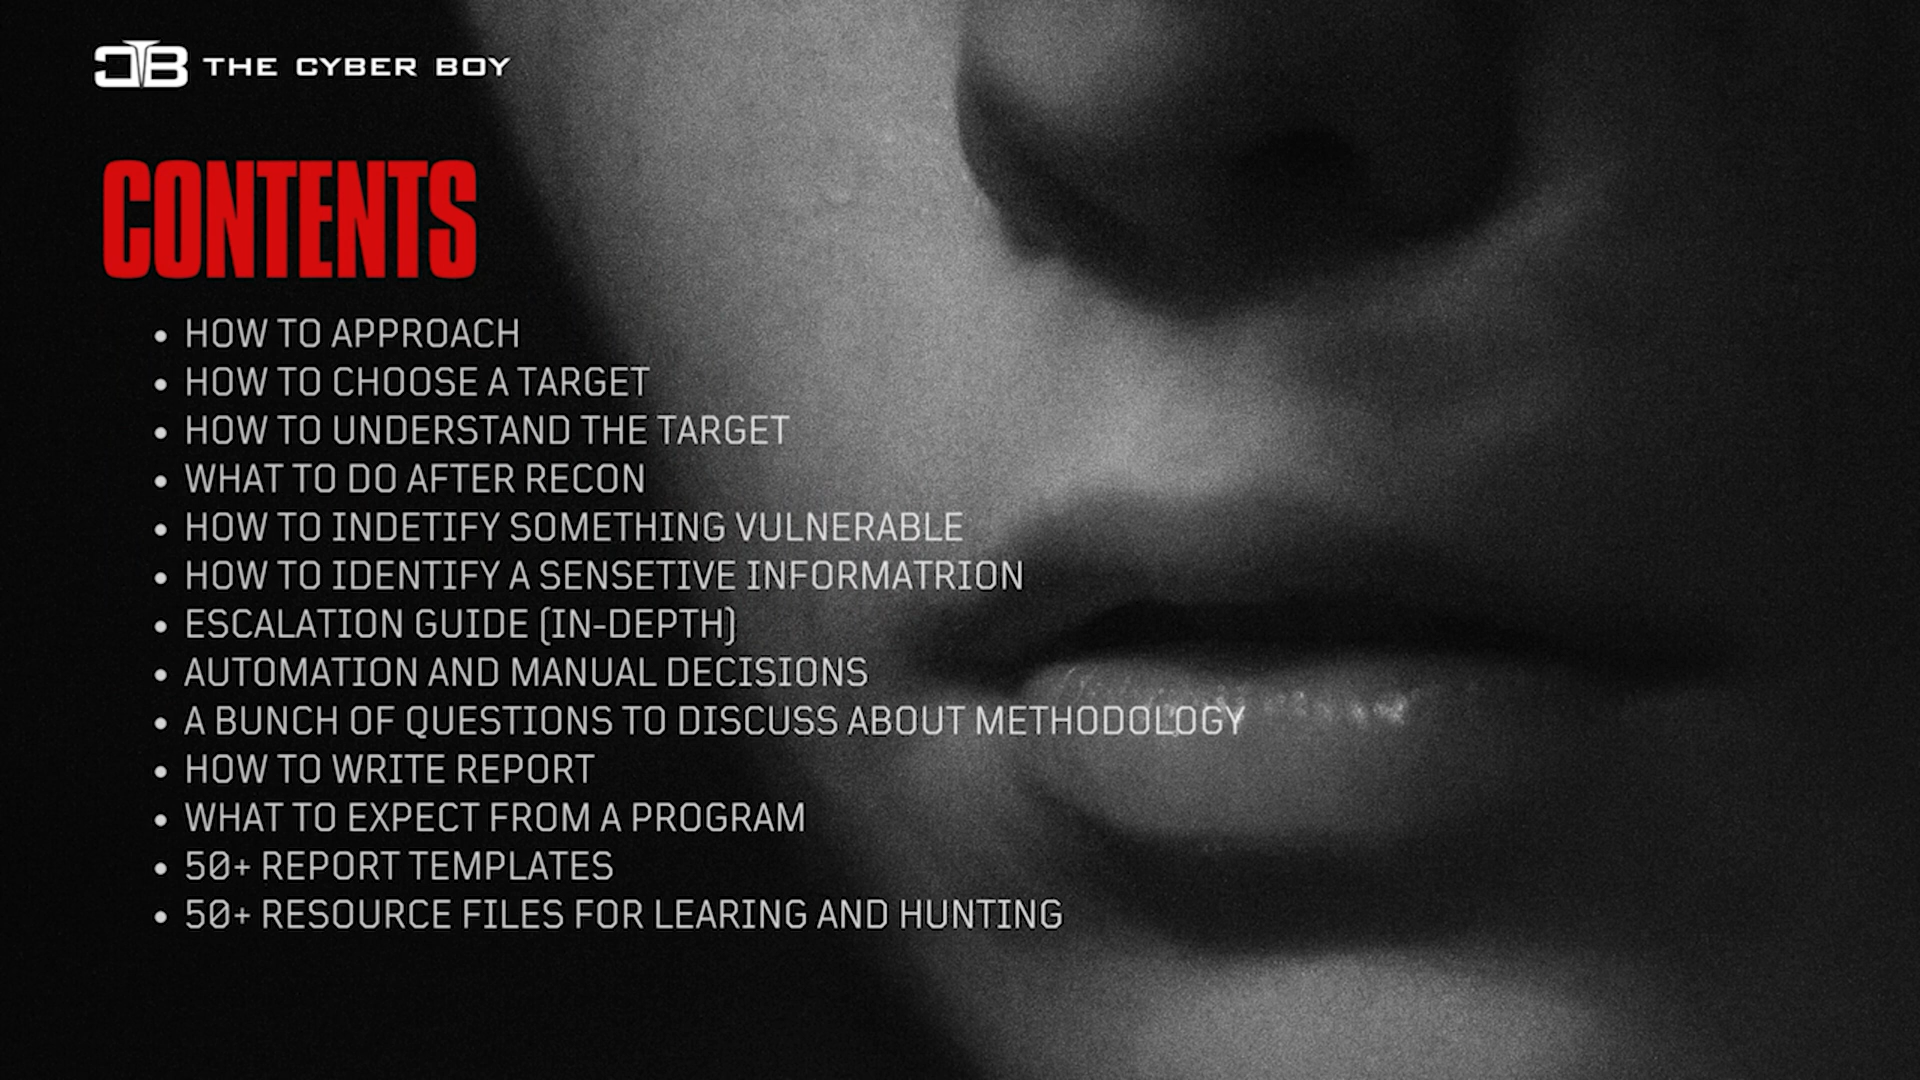 CTB THE CYBER BOY
CONTENTS
• HOW TO APPROACH
• HOW TO CHOOSE A TARGET
• HOW TO UNDERSTAND THE TARGET
• WHAT TO DO AFTER RECON
• HOW TO INDETIFY SOMETHING VULNERABLE
• HOW TO IDENTIFY A SENSETIVE INFORMATRION
• ESCALATION GUIDE (IN-DEPTH)
• AUTOMATION AND MANUAL DECISIONS
• A BUNCH OF QUESTIONS TO DISCUSS ABOUT METHODOLOGY
• HOW TO WRITE REPORT
• WHAT TO EXPECT FROM A PROGRAM
• 50+ REPORT TEMPLATES
• 50+ RESOURCE FILES FOR LEARING AND HUNTING